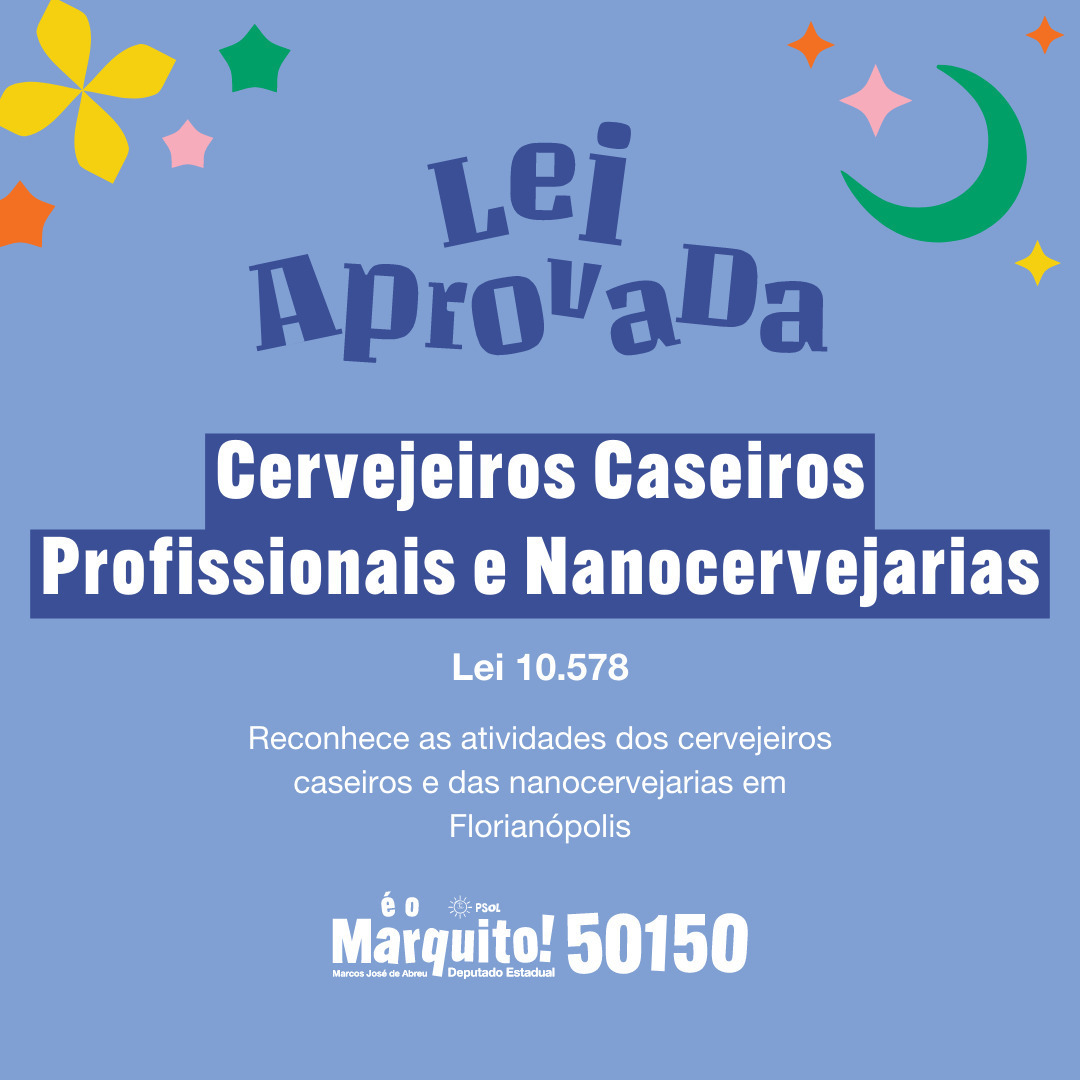 Lei
Aprovada
Cervejeiros Caseiros
Profissionais e Nanocervejarias
Lei 10.578
Reconhece as atividades dos cervejeiros
caseiros e das nanocervejarias em
Florianópolis
é o PSOL
Marquito! 50150
Marcos José de Abreu Deputado Estadual